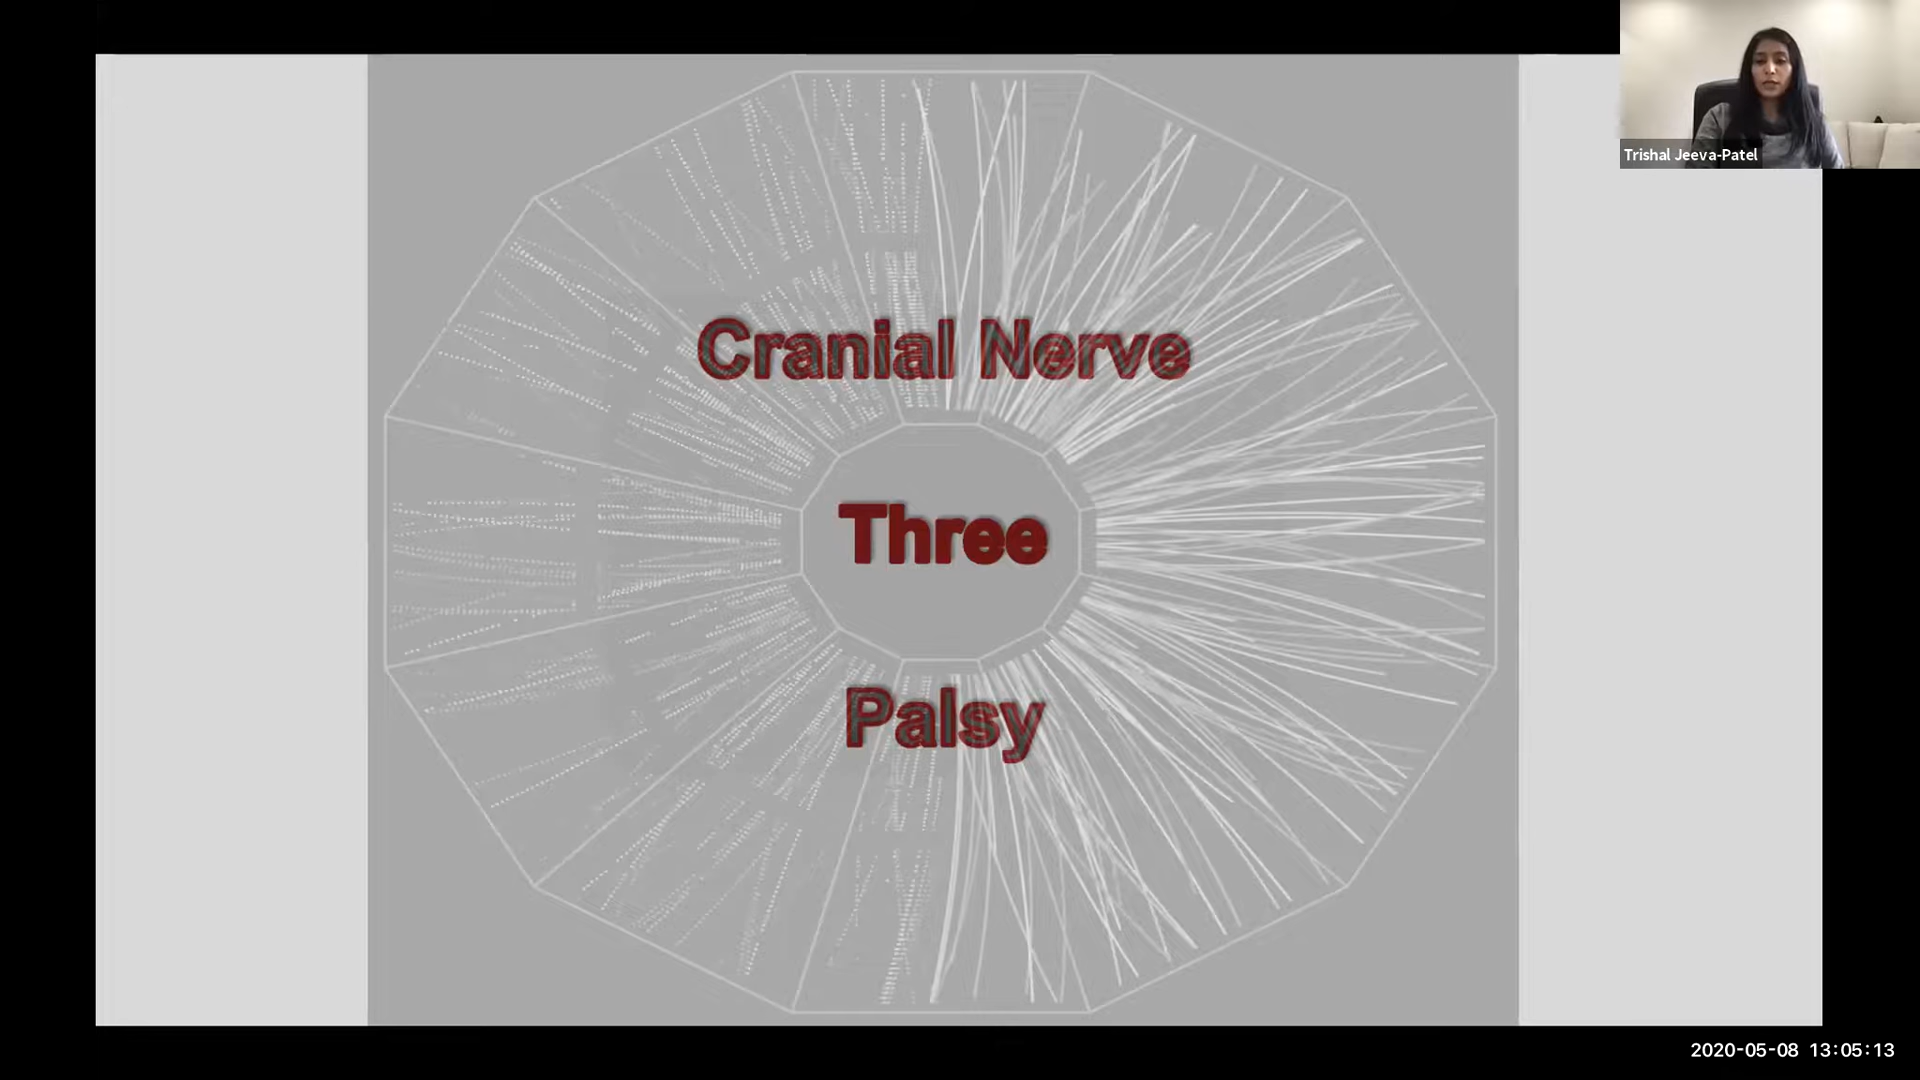 Trishal Jeeva-Patel
Cranial Nerve
Three
Palsy
2020-05-08 13:05:13